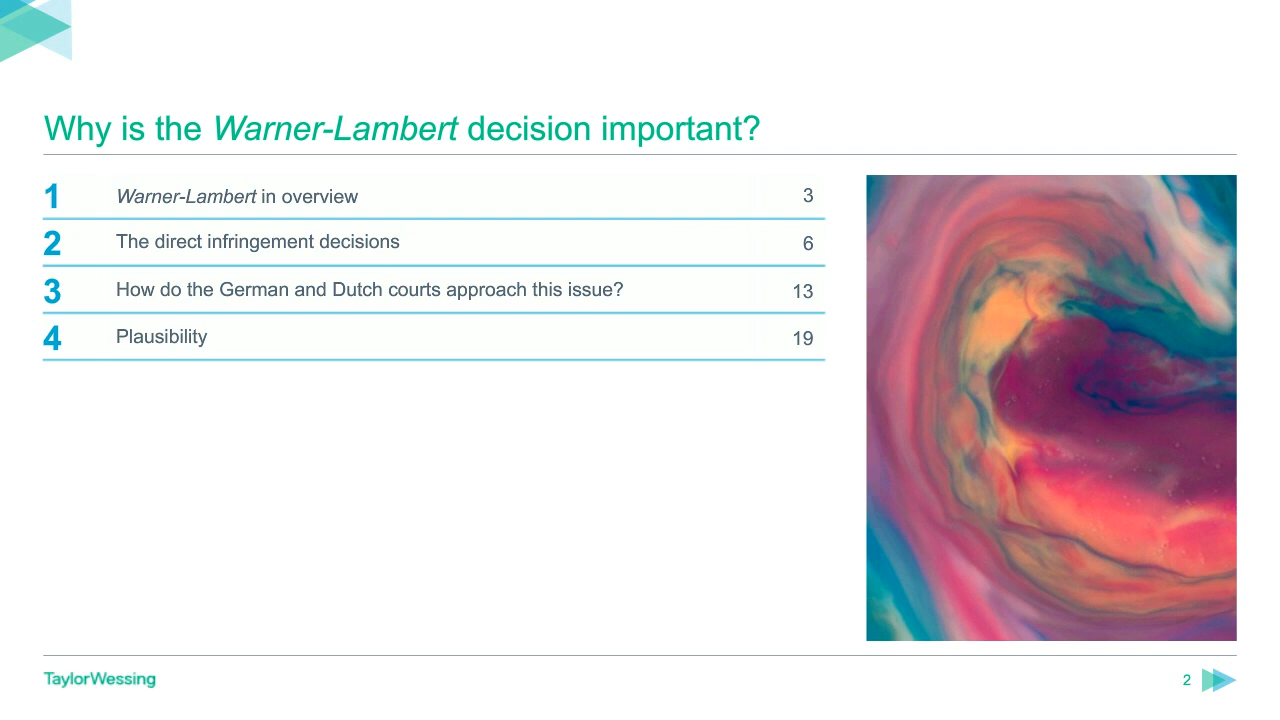 Why is the Warner-Lambert decision important?
1 Warner-Lambert in overview 3
2 The direct infringement decisions 6
3 How do the German and Dutch courts approach this issue? 13
4 Plausibility 19
TaylorWessing 2